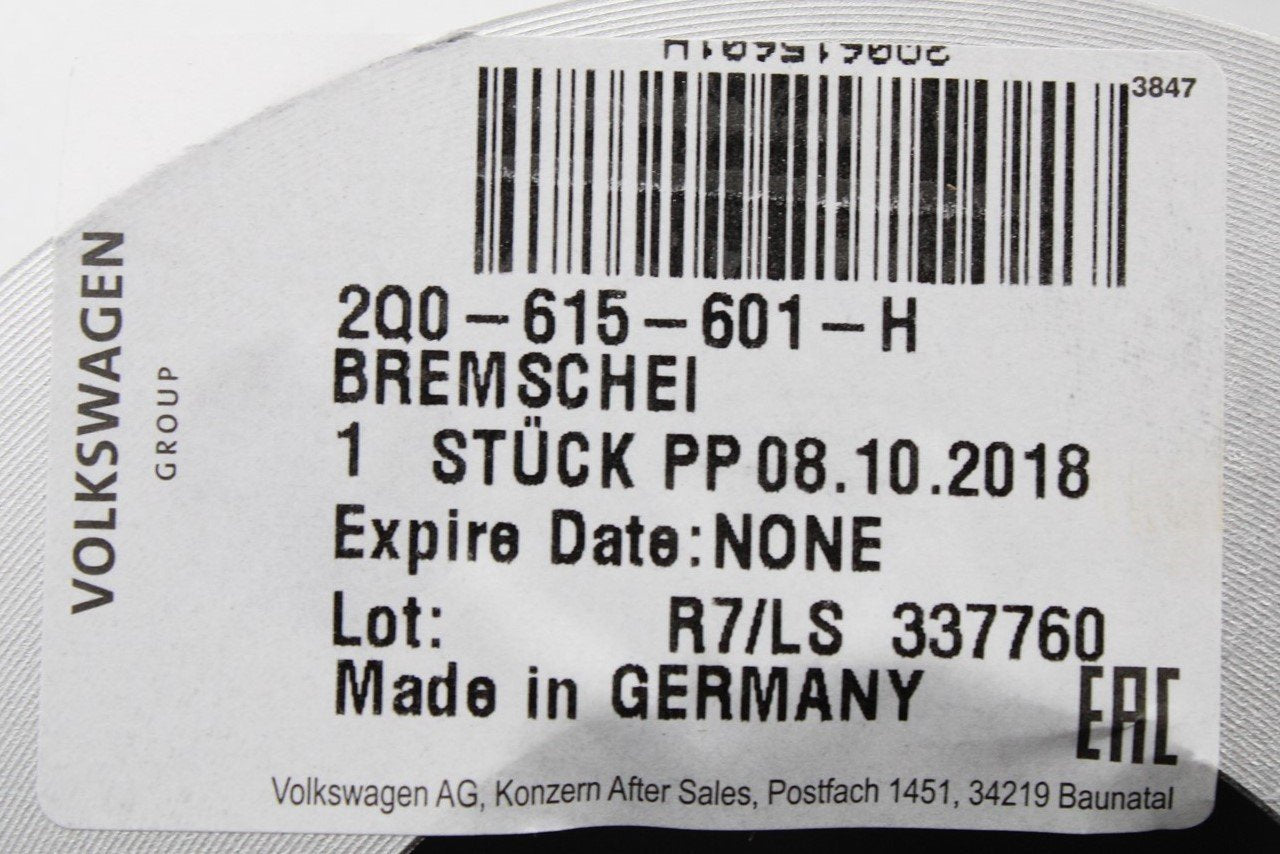 2Q0615601H
3847
VOLKSWAGEN
GROUP
2Q0-615-601-H
BREMSCHEI
1 STÜCK PP 08.10.2018
Expire Date:NONE
Lot: R7/LS 337760
Made in GERMANY
EAC
Volkswagen AG, Konzern After Sales, Postfach 1451, 34219 Baunatal